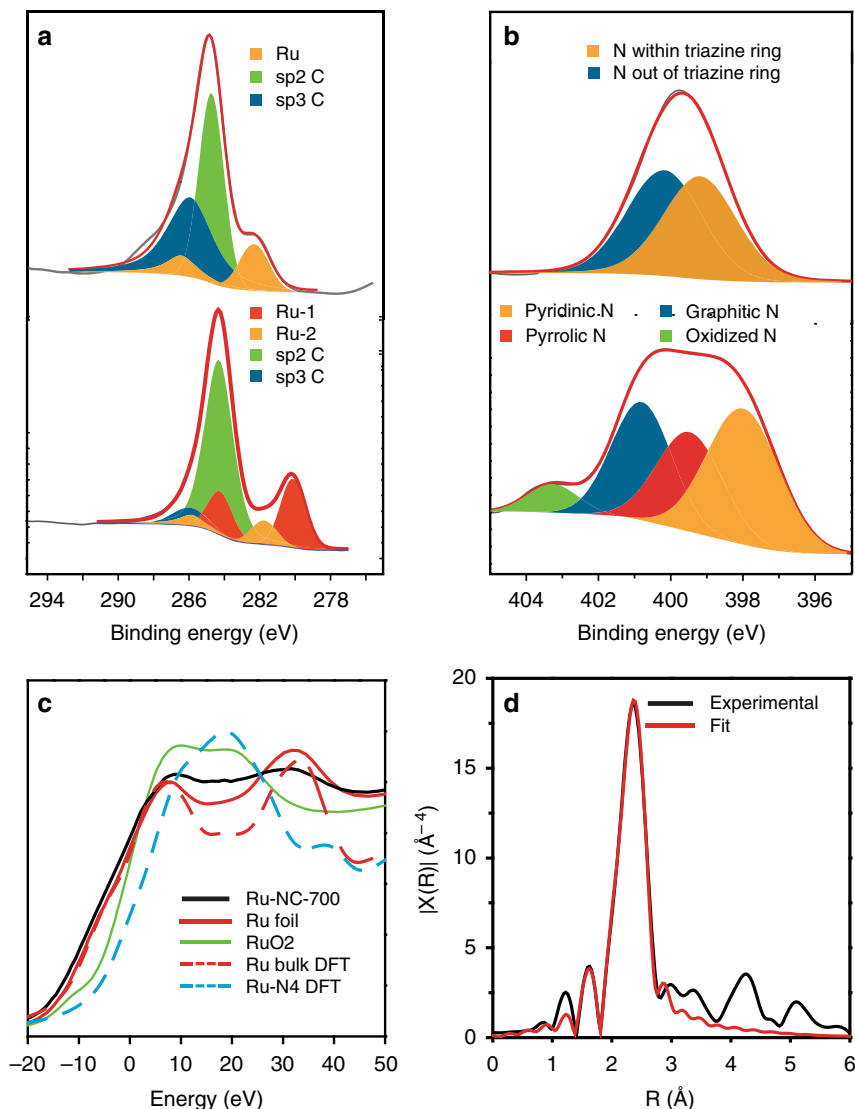 a
Ru
sp2 C
sp3 C
Ru-1
Ru-2
sp2 C
sp3 C
294 290 286 282 278
Binding energy (eV)
b
N within triazine ring
N out of triazine ring
Pyridinic N Graphitic N
Pyrrolic N Oxidized N
404 402 400 398 396
Binding energy (eV)
c
Ru-NC-700
Ru foil
RuO2
Ru bulk DFT
Ru-N4 DFT
−20 −10 0 10 20 30 40 50
Energy (eV)
d
Experimental
Fit
20
15
10
5
0
|X(R)| (Å−4)
0 1 2 3 4 5 6
R (Å)